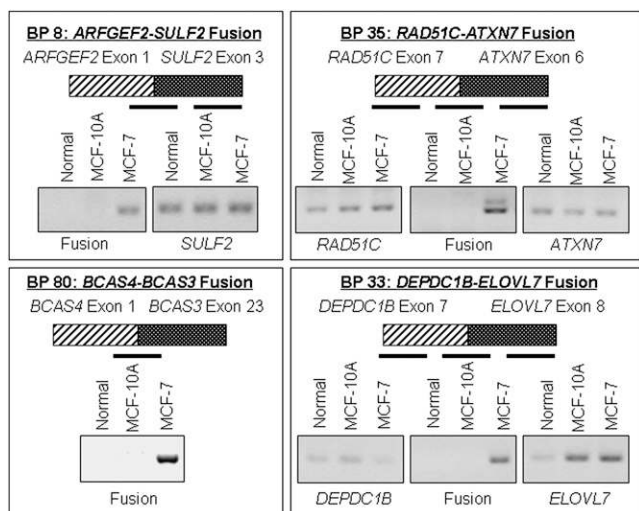 BP 8: ARFGEF2-SULF2 Fusion
ARFGEF2 Exon 1 SULF2 Exon 3
Normal
MCF-10A
MCF-7
Normal
MCF-10A
MCF-7
Fusion
SULF2
BP 35: RAD51C-ATXN7 Fusion
RAD51C Exon 7 ATXN7 Exon 6
Normal
MCF-10A
MCF-7
Normal
MCF-10A
MCF-7
Normal
MCF-10A
MCF-7
RAD51C
Fusion
ATXN7
BP 80: BCAS4-BCAS3 Fusion
BCAS4 Exon 1 BCAS3 Exon 23
Normal
MCF-10A
MCF-7
Fusion
BP 33: DEPDC1B-ELOVL7 Fusion
DEPDC1B Exon 7 ELOVL7 Exon 8
Normal
MCF-10A
MCF-7
Normal
MCF-10A
MCF-7
Normal
MCF-10A
MCF-7
DEPDC1B
Fusion
ELOVL7